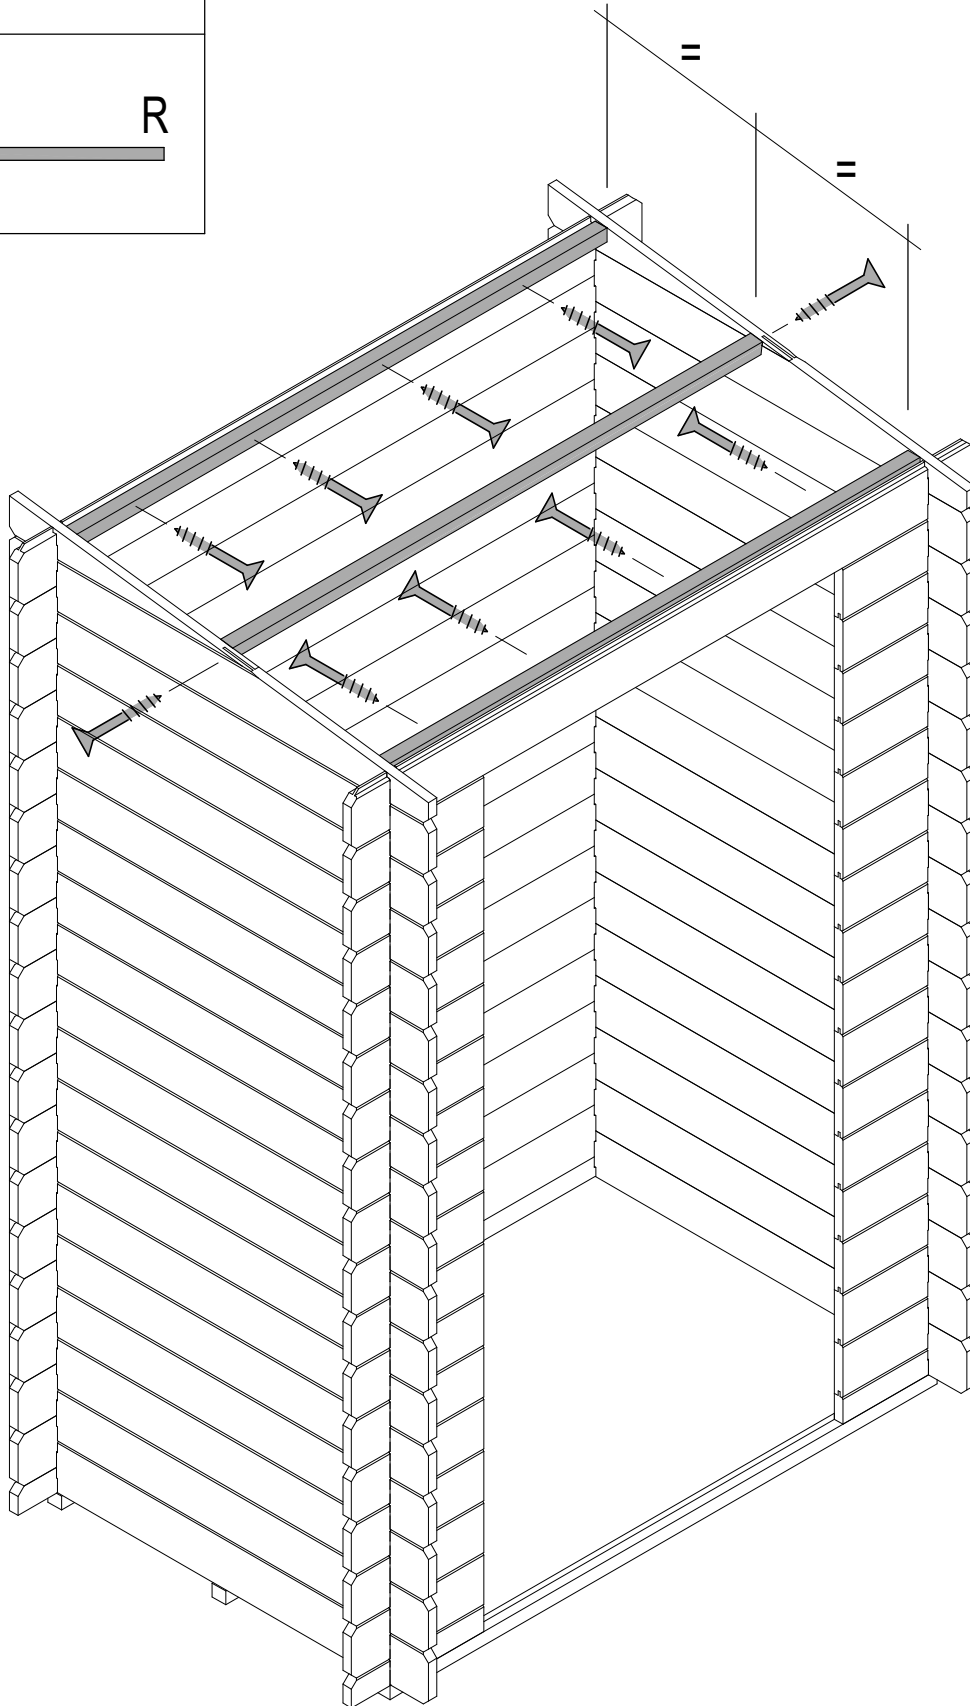 R
=
=